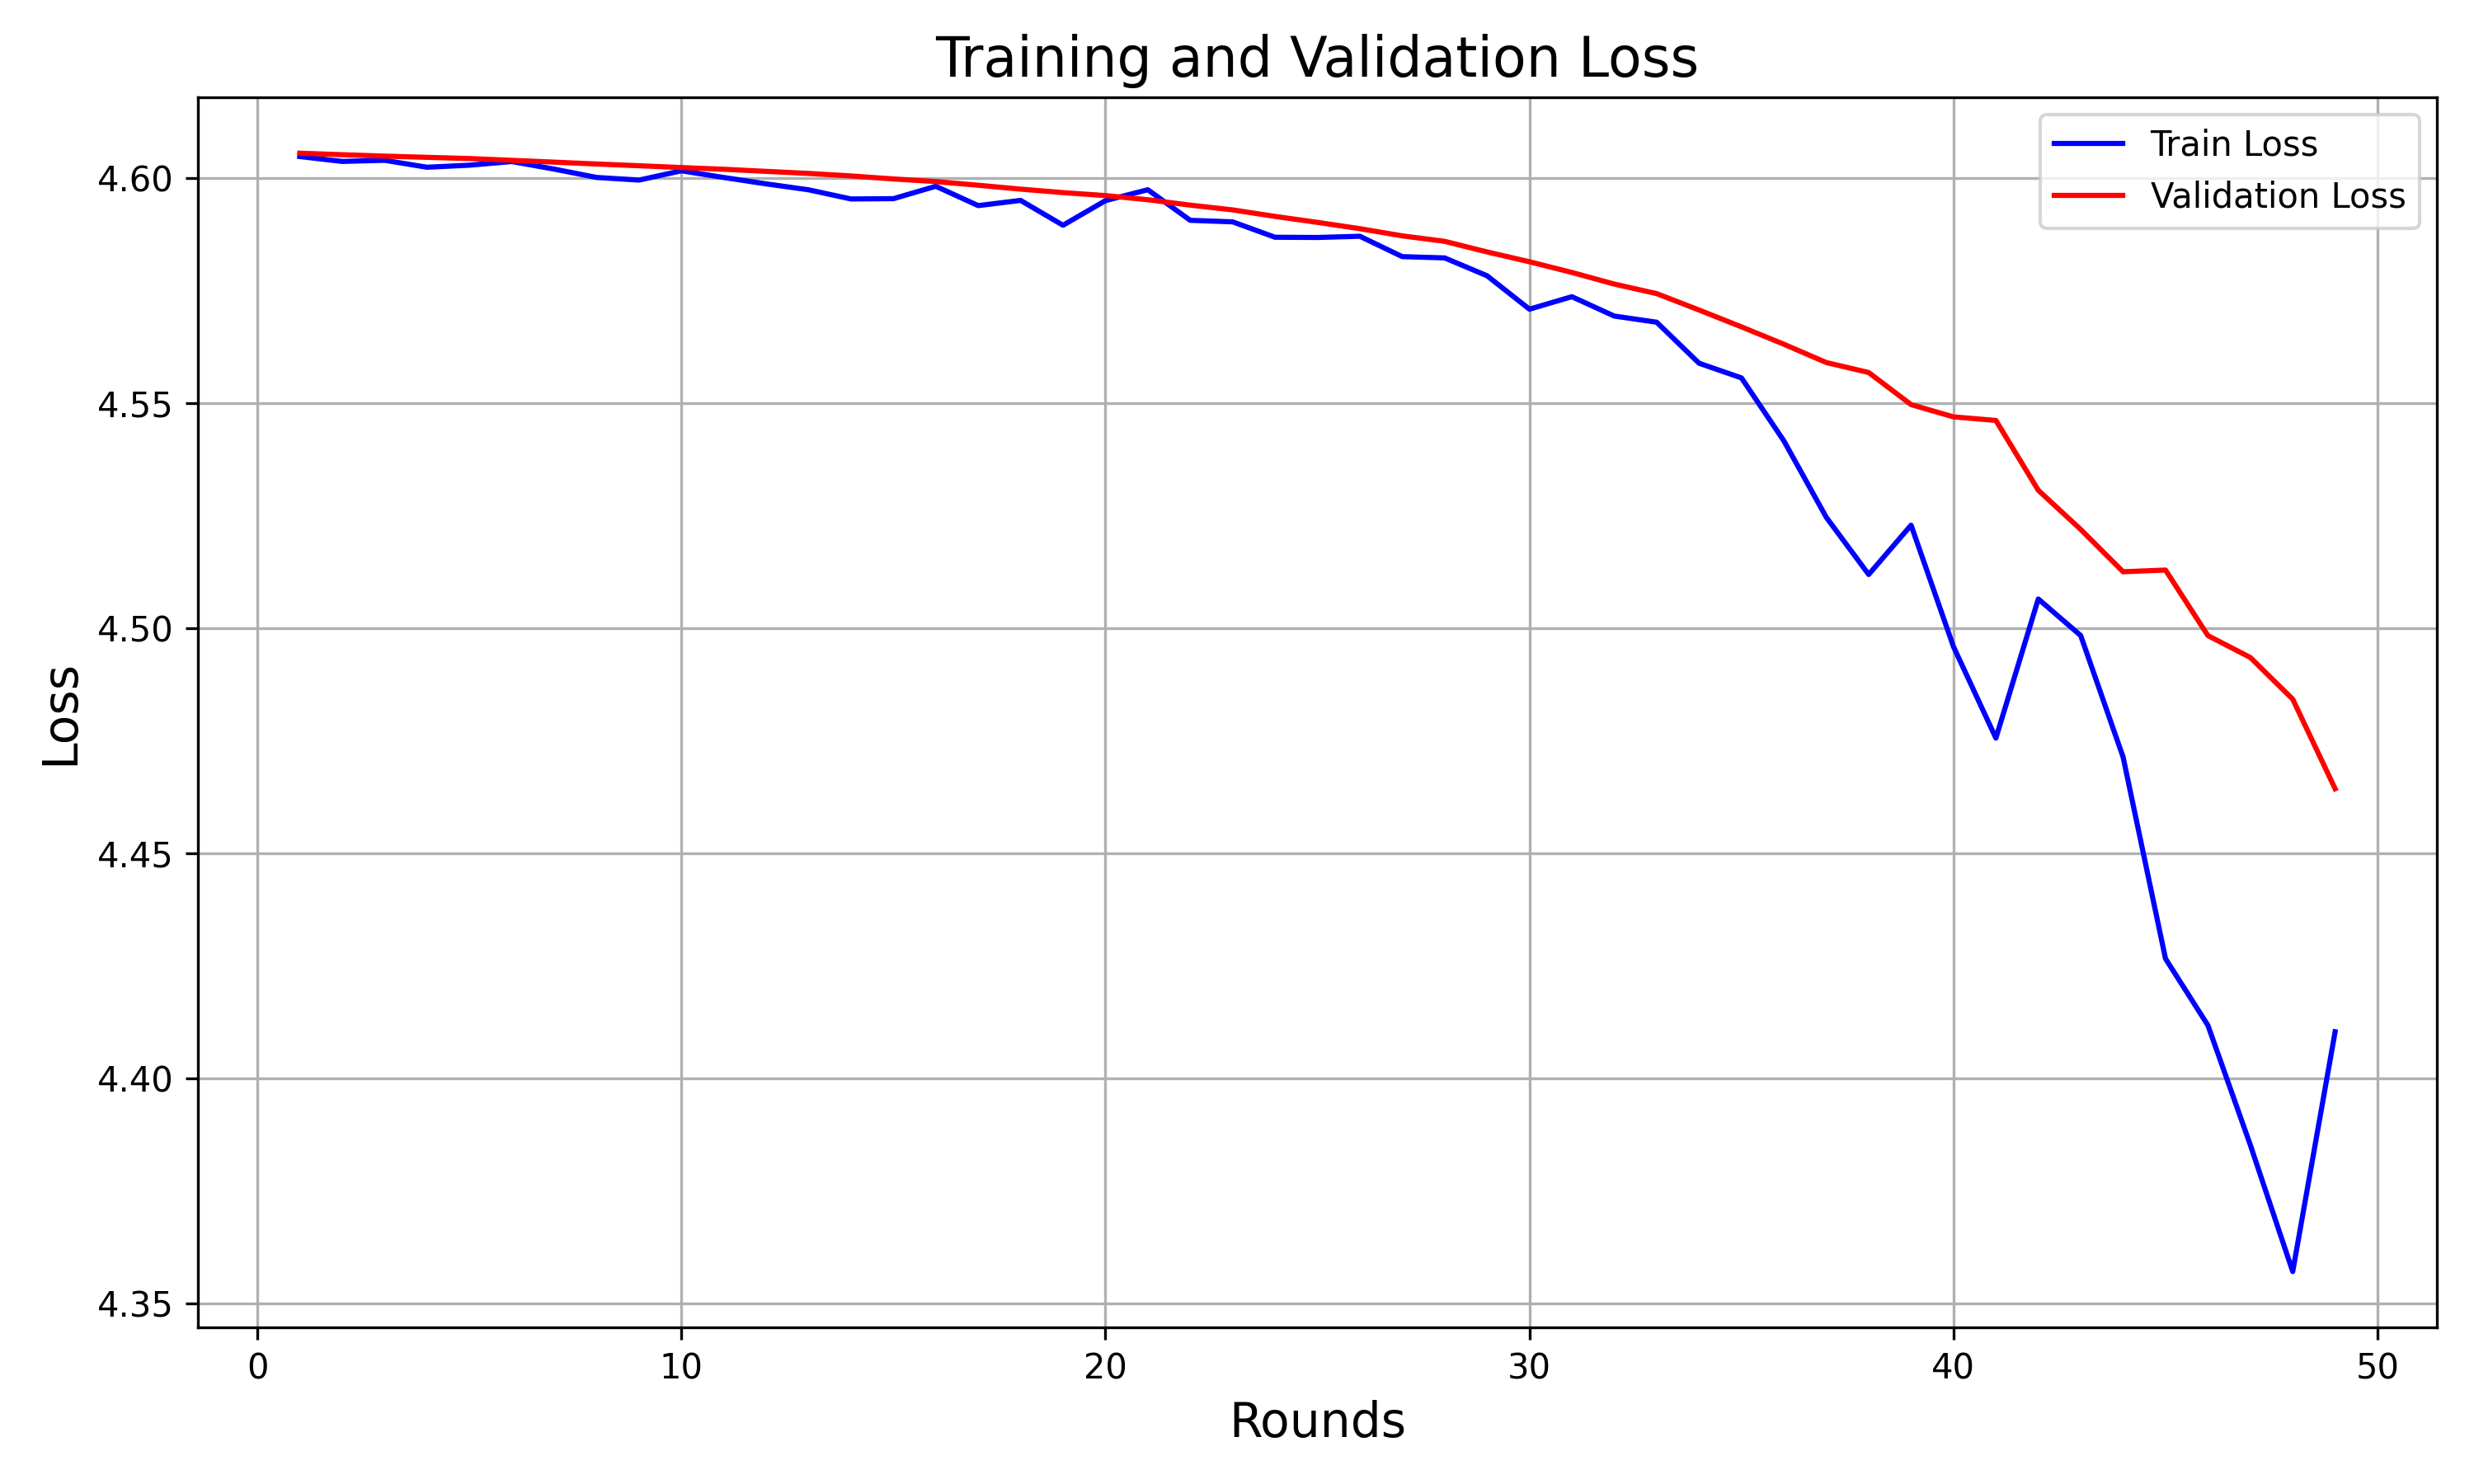 Training and Validation Loss
Train Loss
Validation Loss
4.60
4.55
4.50
4.45
4.40
4.35
Loss
0 10 20 30 40 50
Rounds